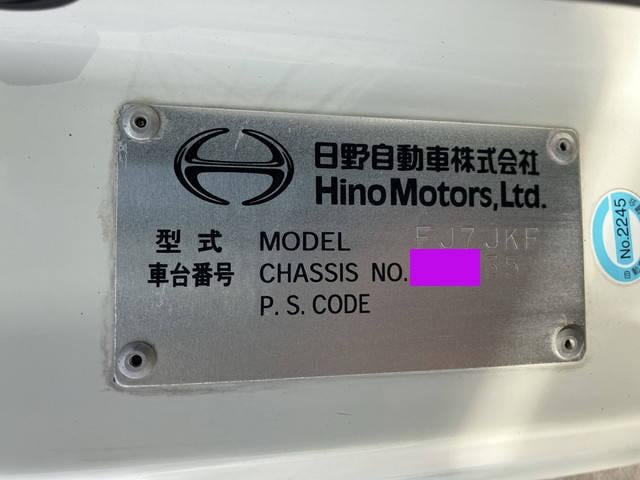 日野自動車株式会社
Hino Motors, Ltd.
型式 MODEL FJ7JKF
車台番号 CHASSIS NO. 35
P.S.CODE
No.2245